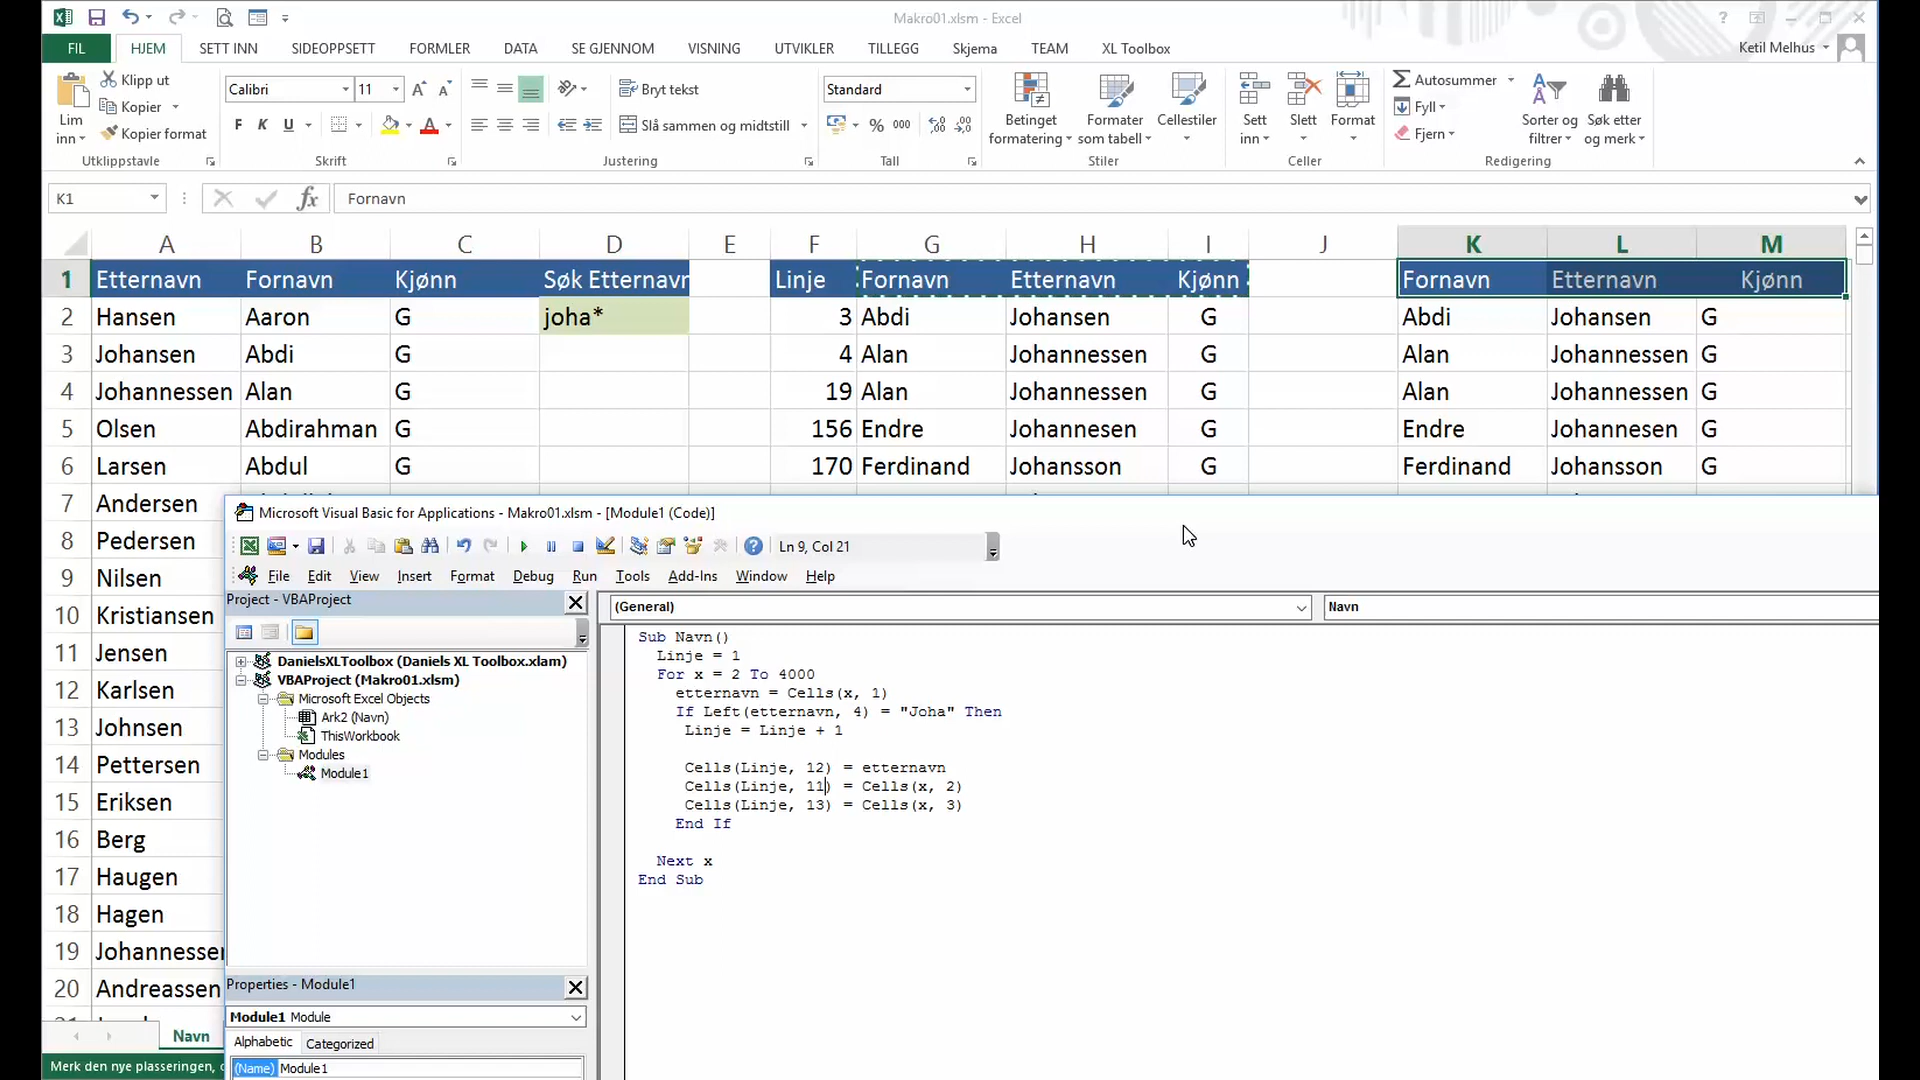 Makro01.xlsm - Excel
FIL HJEM SETT INN SIDEOPPSETT FORMLER DATA SE GJENNOM VISNING UTVIKLER TILLEGG Skjema TEAM XL Toolbox Ketil Melhus
Klipp ut Calibri 11 Bryt tekst Standard Autosummer
Kopier Fyll
Lim inn Kopier format F K U Slå sammen og midtstill % 000 Betinget formatering Formater som tabell Cellestiler Sett inn Slett Format Fjern Sorter og filtrer Søk etter og merk
Utklippstavle Skrift Justering Tall Stiler Celler Redigering
K1 fx Fornavn
A B C D E F G H I J K L M
1 Etternavn Fornavn Kjønn Søk Etternavn Linje Fornavn Etternavn Kjønn Fornavn Etternavn Kjønn
2 Hansen Aaron G joha* 3 Abdi Johansen G Abdi Johansen G
3 Johansen Abdi G 4 Alan Johannessen G Alan Johannessen G
4 Johannessen Alan G 19 Alan Johannessen G Alan Johannessen G
5 Olsen Abdirahman G 156 Endre Johannesen G Endre Johannesen G
6 Larsen Abdul G 170 Ferdinand Johansson G Ferdinand Johansson G
7 Andersen
8 Pedersen
9 Nilsen
10 Kristiansen
11 Jensen
12 Karlsen
13 Johnsen
14 Pettersen
15 Eriksen
16 Berg
17 Haugen
18 Hagen
19 Johannessen
20 Andreassen
Navn
Merk den nye plasseringen,
Microsoft Visual Basic for Applications - Makro01.xlsm - [Module1 (Code)]
Ln 9, Col 21
File Edit View Insert Format Debug Run Tools Add-Ins Window Help
Project - VBAProject
DanielsXLToolbox (Daniels XL Toolbox.xlam)
VBAProject (Makro01.xlsm)
Microsoft Excel Objects
Ark2 (Navn)
ThisWorkbook
Modules
Module1
Properties - Module1
Module1 Module
Alphabetic Categorized
(Name) Module1
(General) Navn
Sub Navn()
Linje = 1
For x = 2 To 4000
etternavn = Cells(x, 1)
If Left(etternavn, 4) = "Joha" Then
Linje = Linje + 1
Cells(Linje, 12) = etternavn
Cells(Linje, 11) = Cells(x, 2)
Cells(Linje, 13) = Cells(x, 3)
End If
Next x
End Sub